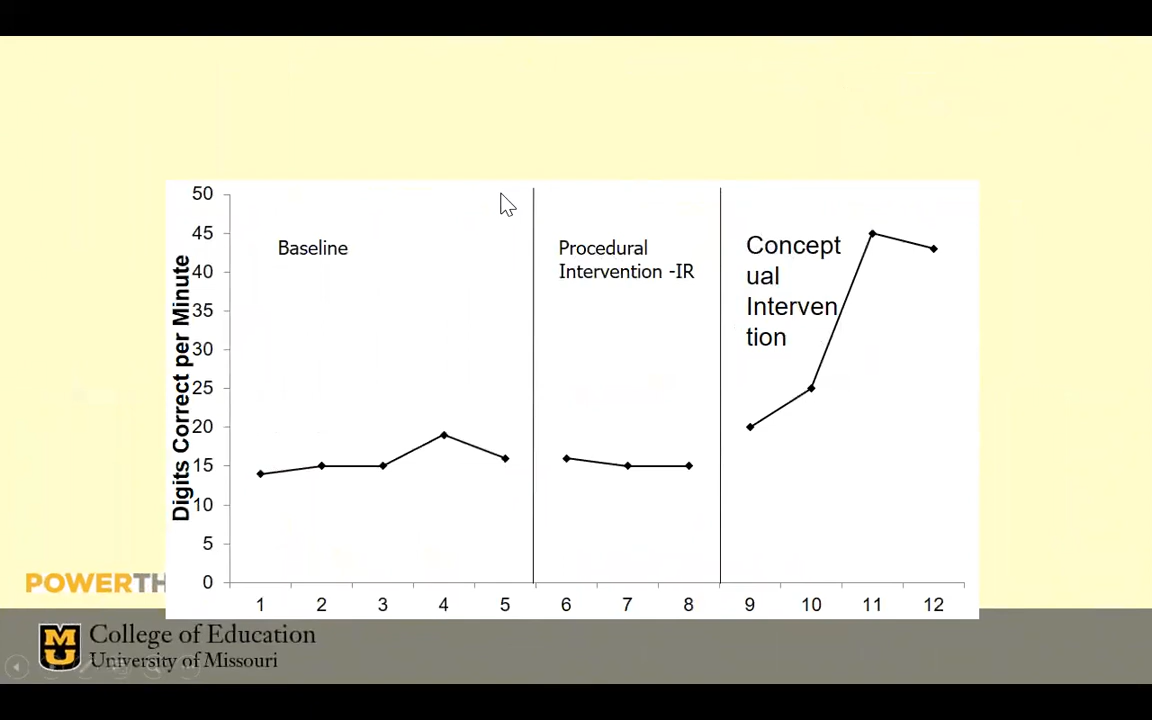 50
45
40
35
30
25
20
15
10
5
0
Digits Correct per Minute
Baseline
Procedural
Intervention -IR
Concept
ual
Interven
tion
1 2 3 4 5 6 7 8 9 10 11 12
POWERTH
College of Education
University of Missouri